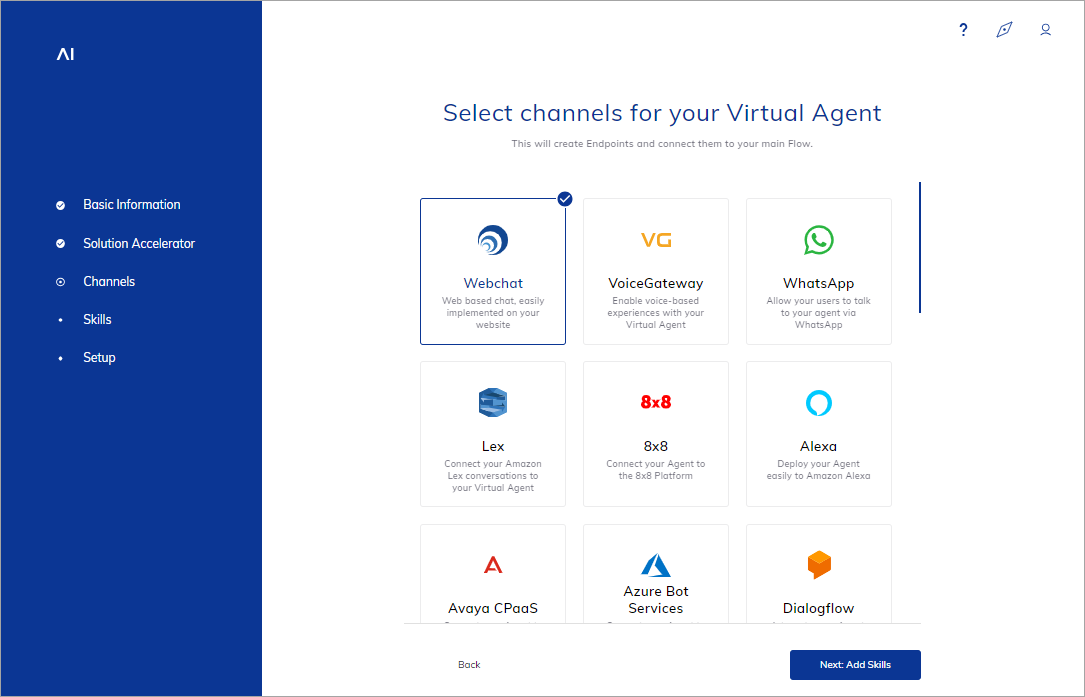 ?
AI
Select channels for your Virtual Agent
This will create Endpoints and connect them to your main Flow.
Basic Information
Solution Accelerator
Channels
Skills
Setup
Webchat
Web based chat, easily
implemented on your
website
VG
VoiceGateway
Enable voice-based
experiences with your
Virtual Agent
WhatsApp
Allow your users to talk
to your agent via
WhatsApp
Lex
Connect your Amazon
Lex conversations to
your Virtual Agent
8x8
8x8
Connect your Agent to
the 8x8 Platform
Alexa
Deploy your Agent
easily to Amazon Alexa
Avaya CPaaS
Azure Bot
Services
Dialogflow
Back
Next: Add Skills